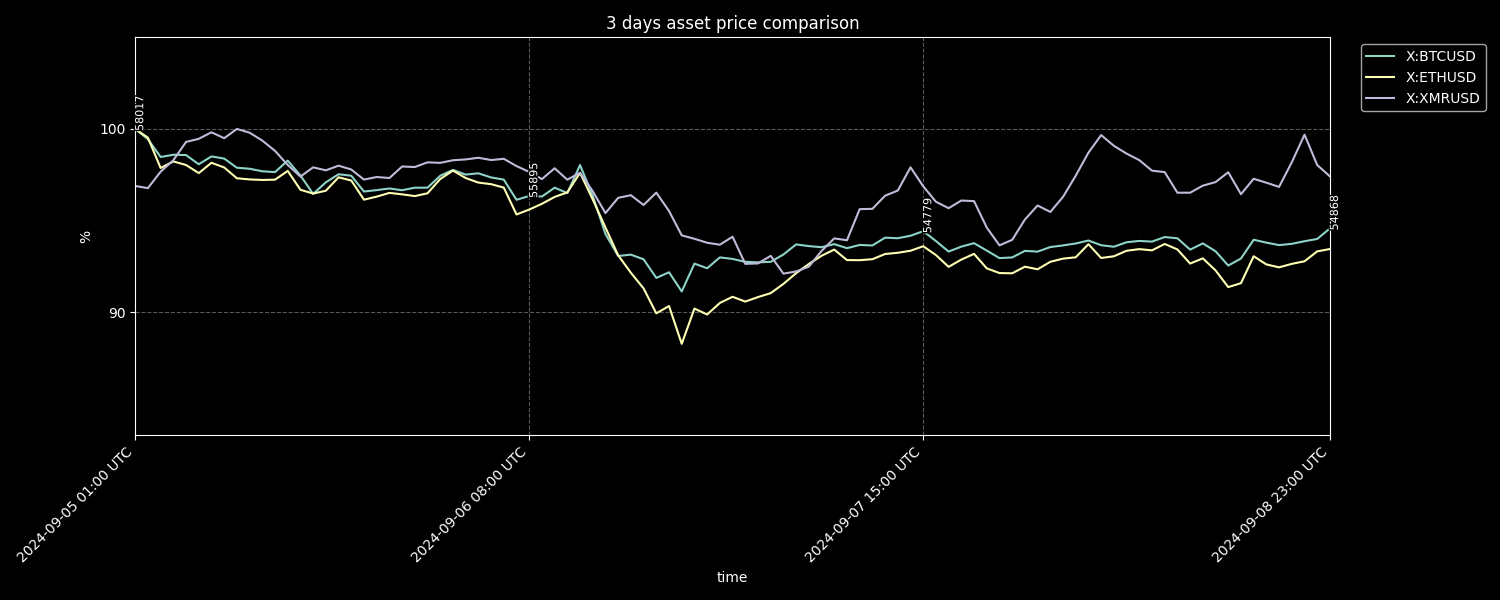 3 days asset price comparison
X:BTCUSD
X:ETHUSD
X:XMRUSD
58017
55895
54779
54868
100
90
%
2024-09-05 01:00 UTC
2024-09-06 08:00 UTC
2024-09-07 15:00 UTC
2024-09-08 23:00 UTC
time